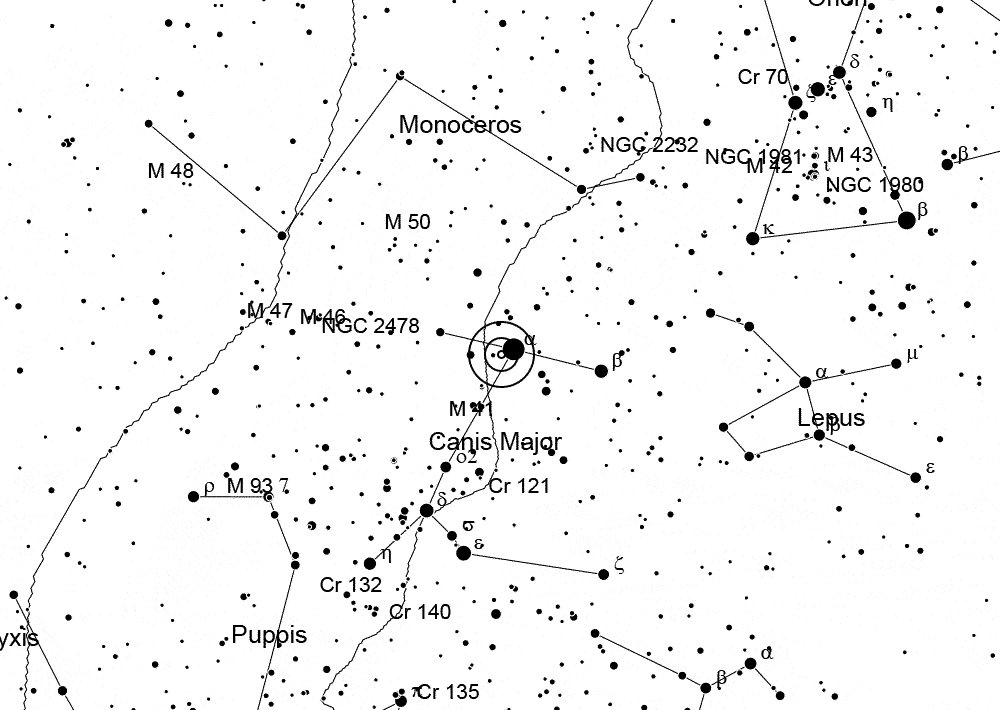 Orion
δ
ε
Cr 70
ζ
η
Monoceros
NGC 2232
NGC 1981
M 43
β
M 42
ι
M 48
NGC 1980
M 50
β
κ
M 47
M 46
NGC 2478
α
β
μ
α
M 41
Lepus
β
Canis Major
ο2
ε
ρ
M 93
Cr 121
δ
σ
η
ε
ζ
Cr 132
Cr 140
Puppis
yxis
α
β
π
Cr 135